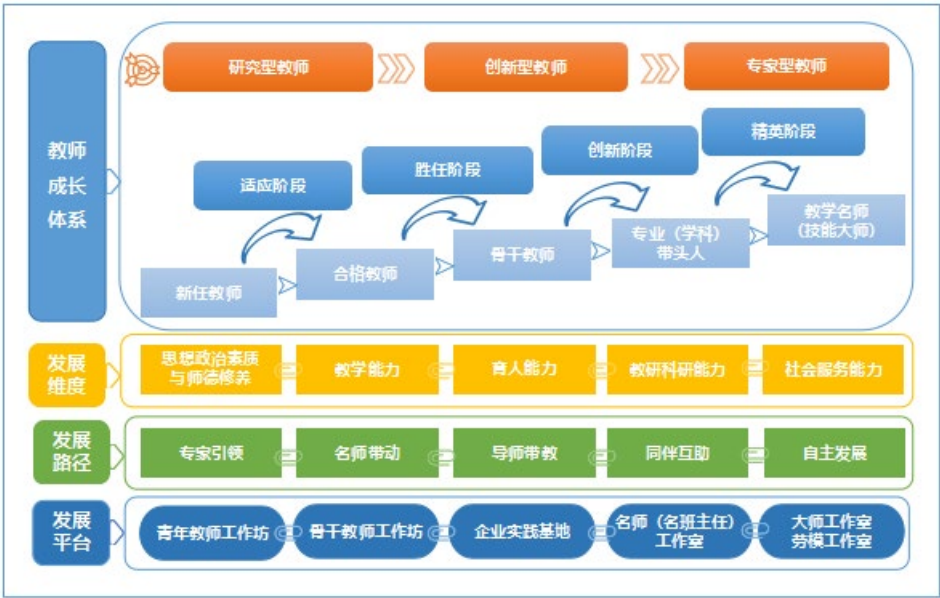 教师
成长
体系
研究型教师
创新型教师
专家型教师
适应阶段
胜任阶段
创新阶段
精英阶段
新任教师
合格教师
骨干教师
专业（学科）
带头人
教学名师
（技能大师）
发展
维度
思想政治素质
与师德修养
教学能力
育人能力
教研科研能力
社会服务能力
发展
路径
专家引领
名师带动
导师带教
同伴互助
自主发展
发展
平台
青年教师工作坊
骨干教师工作坊
企业实践基地
名师（名班主任）
工作室
大师工作室
劳模工作室